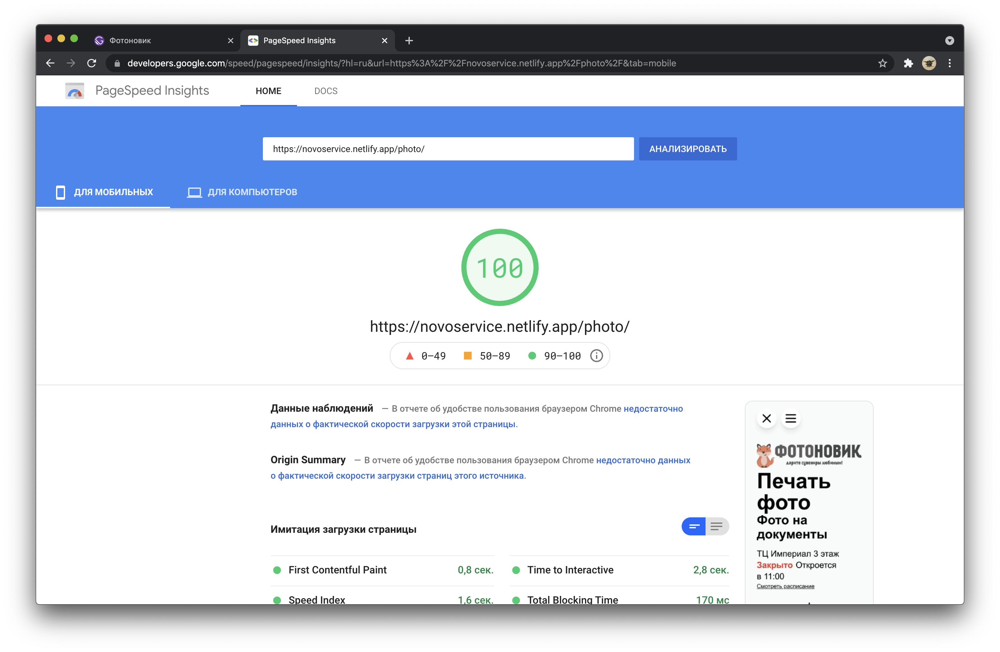 Фотоновик
PageSpeed Insights
developers.google.com/speed/pagespeed/insights/?hl=ru&url=https%3A%2F%2Fnovoservice.netlify.app%2Fphoto%2F&tab=mobile
PageSpeed Insights
HOME
DOCS
https://novoservice.netlify.app/photo/
АНАЛИЗИРОВАТЬ
ДЛЯ МОБИЛЬНЫХ
ДЛЯ КОМПЬЮТЕРОВ
100
https://novoservice.netlify.app/photo/
0–49
50–89
90–100
Данные наблюдений — В отчете об удобстве пользования браузером Chrome недостаточно
данных о фактической скорости загрузки этой страницы.
Origin Summary — В отчете об удобстве пользования браузером Chrome недостаточно данных
о фактической скорости загрузки страниц этого источника.
Имитация загрузки страницы
First Contentful Paint 0,8 сек.
Time to Interactive 2,8 сек.
Speed Index 1,6 сек.
Total Blocking Time 170 мс
ФОТОНОВИК
дарите сувениры любимым!
Печать
фото
Фото на
документы
ТЦ Империал 3 этаж
Закрыто Откроется
в 11:00
Смотреть расписание